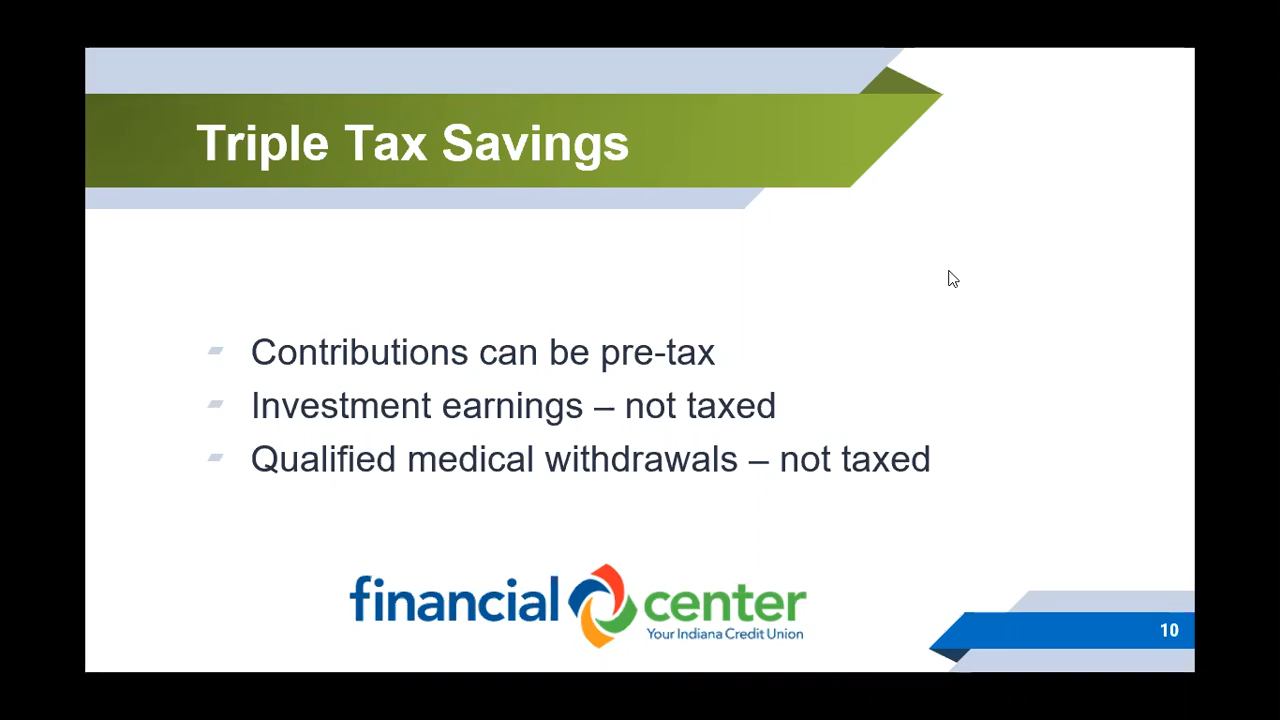 Triple Tax Savings
Contributions can be pre-tax
Investment earnings – not taxed
Qualified medical withdrawals – not taxed
financial center
Your Indiana Credit Union
10